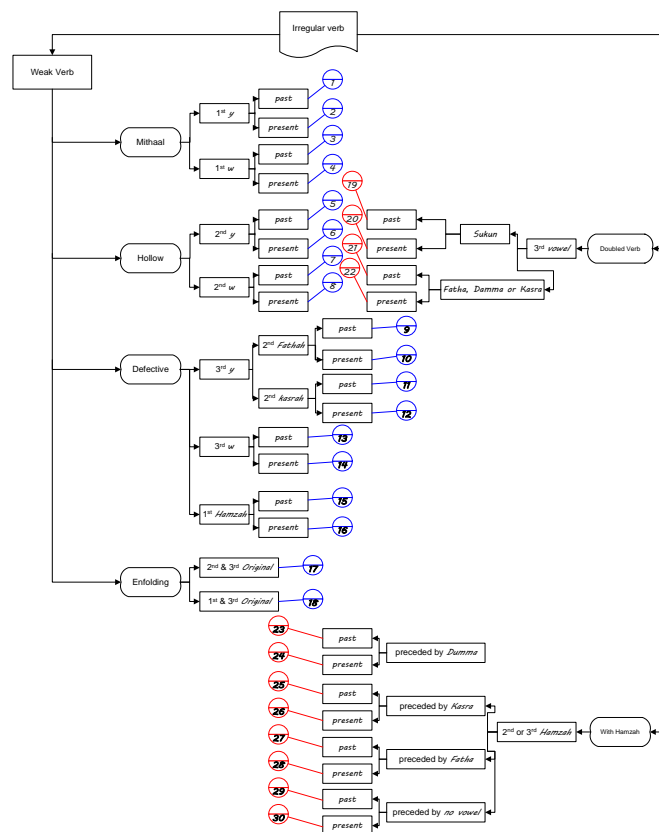 Irregular verb
Weak Verb
1
past
1st y
2
present
Mithaal
3
past
1st w
4
present
19
5
past
past
2nd y
20
Sukun
6
present
present
Hollow
3rd vowel
Doubled Verb
21
7
past
past
2nd w
22
Fatha, Damma or Kasra
8
present
present
9
past
2nd Fathah
10
present
Defective
3rd y
11
past
2nd kasrah
12
present
13
past
3rd w
14
present
15
past
1st Hamzah
16
present
2nd & 3rd Original
17
Enfolding
1st & 3rd Original
18
23
past
preceded by Dumma
24
present
25
past
preceded by Kasra
26
present
2nd or 3rd Hamzah
With Hamzah
27
past
preceded by Fatha
28
present
29
past
preceded by no vowel
30
present